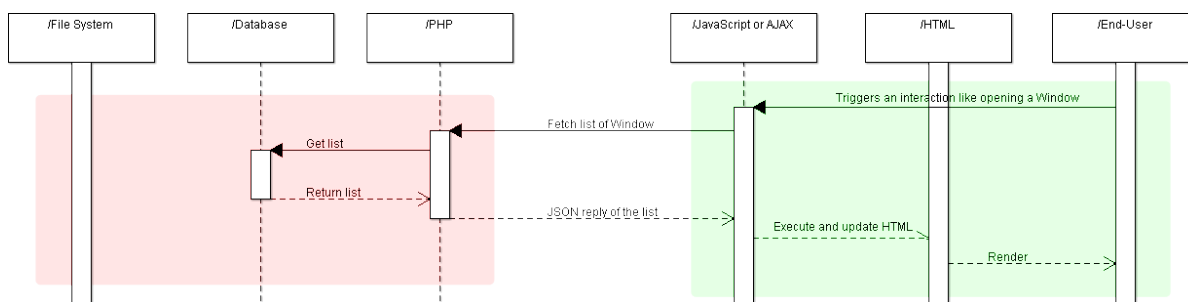 /File System
/Database
/PHP
/JavaScript or AJAX
/HTML
/End-User
Triggers an interaction like opening a Window
Fetch list of Window
Get list
Return list
JSON reply of the list
Execute and update HTML
Render